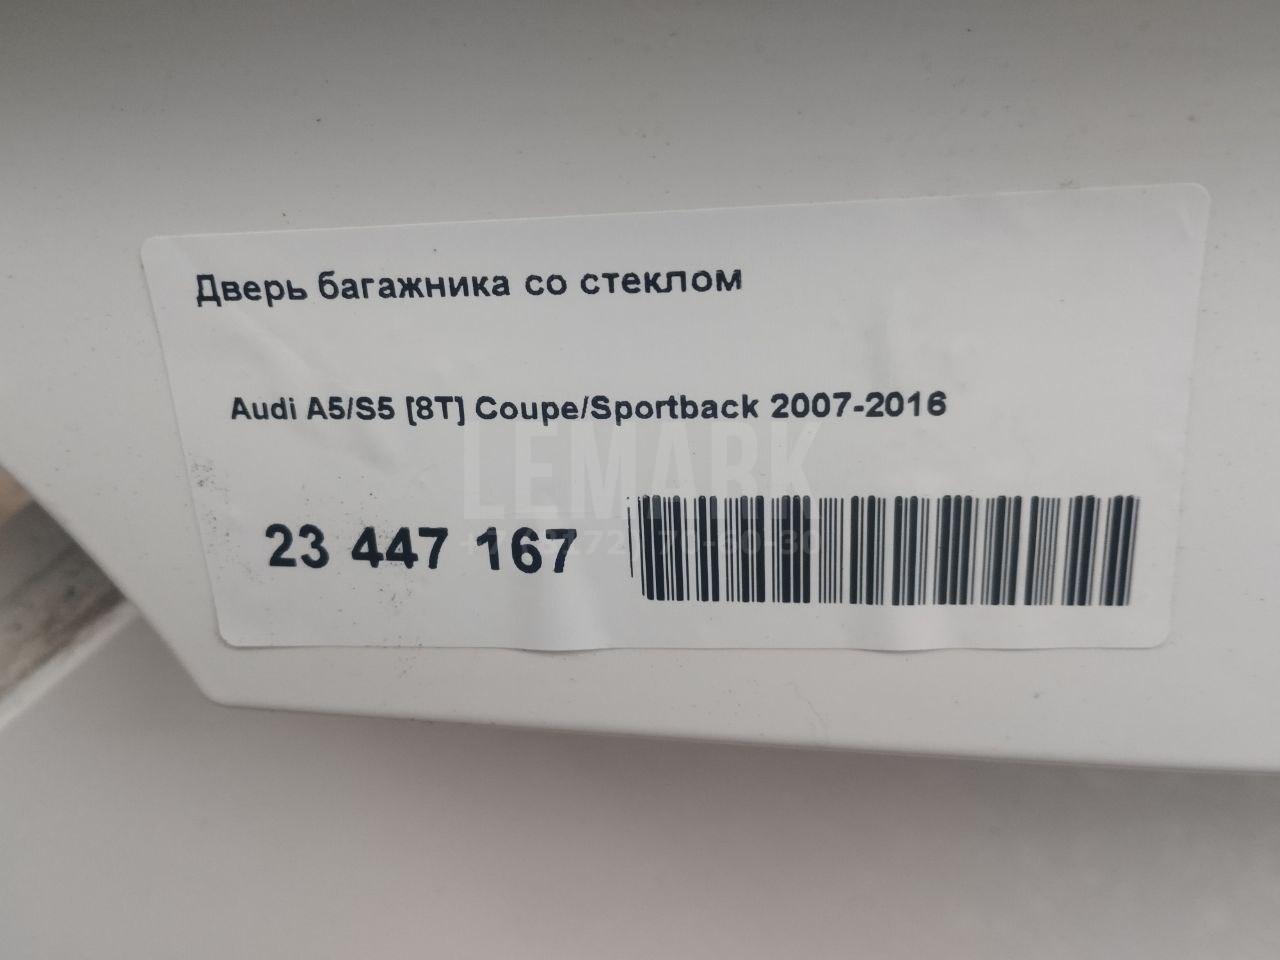 Дверь багажника со стеклом
Audi A5/S5 [8T] Coupe/Sportback 2007-2016
LEMARK
23 447 167